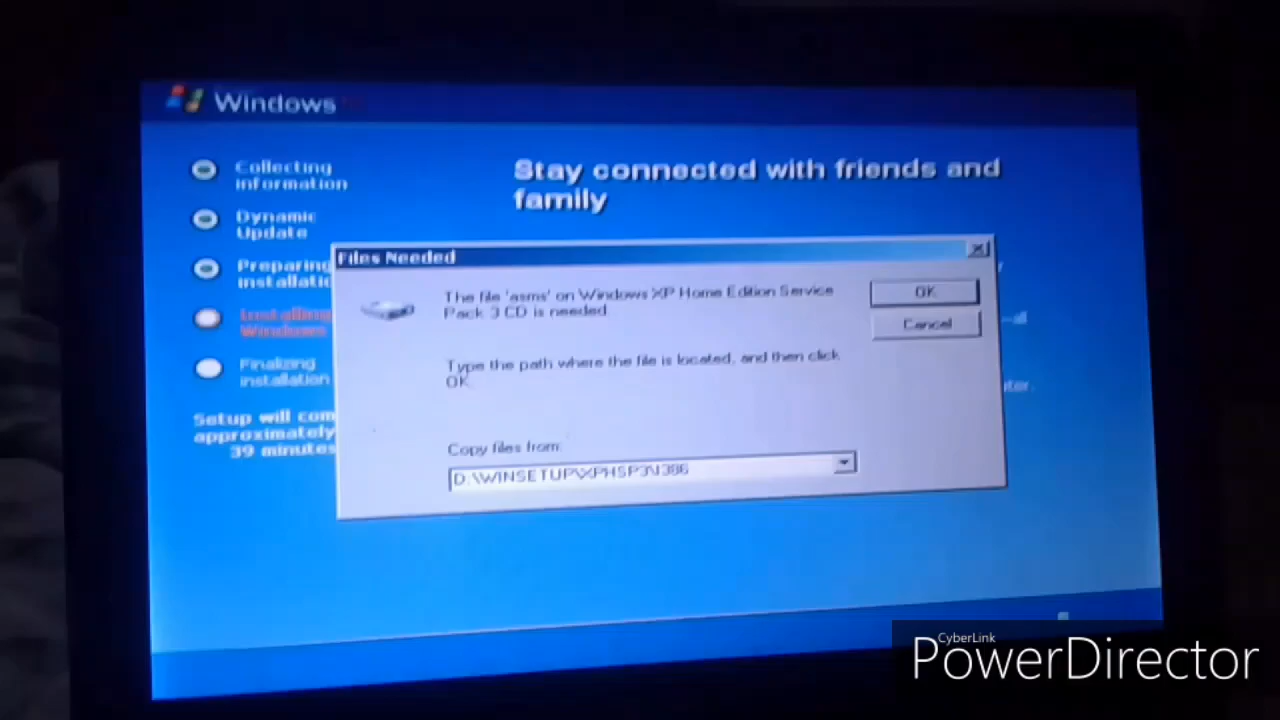 Windows
Collecting
information
Dynamic
Update
Preparing
installatio
Installing
Windows
Finalizing
installation
Setup will com
approximately
39 minutes
Stay connected with friends and
family
Files Needed
The file 'asms' on Windows XP Home Edition Service
Pack 3 CD is needed.
Type the path where the file is located, and then click
OK.
Copy files from:
D:\WINSETUP\XPHSP3\I386
OK
Cancel
CyberLink
PowerDirector